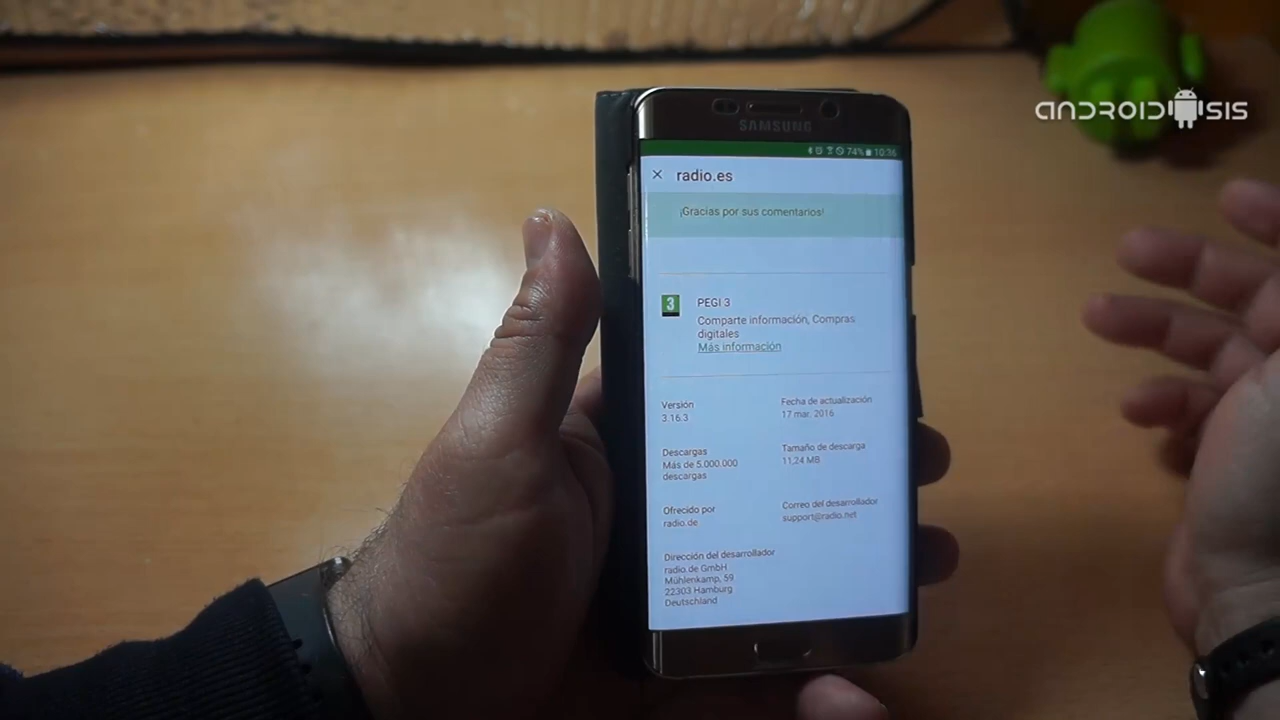 ANDROIDSIS
SAMSUNG
74% 10:36
radio.es
¡Gracias por sus comentarios!
3
PEGI 3
Comparte información, Compras
digitales
Más información
Versión
3.16.3
Fecha de actualización
17 mar. 2016
Descargas
Más de 5.000.000
descargas
Tamaño de descarga
11,24 MB
Ofrecido por
radio.de
Correo del desarrollador
support@radio.net
Dirección del desarrollador
radio.de GmbH
Mühlenkamp, 59
22303 Hamburg
Deutschland